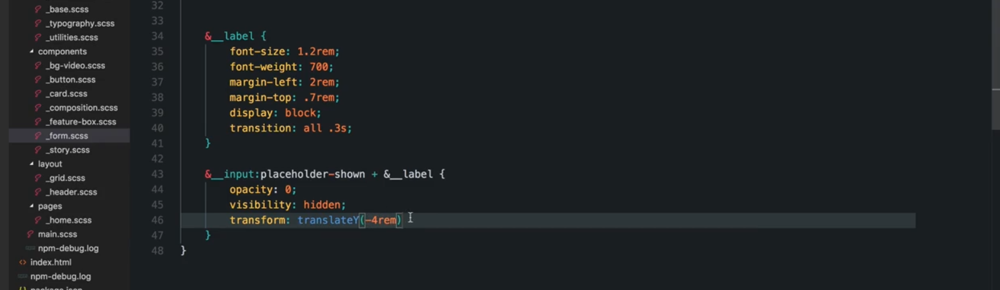 _base.scss
_typography.scss
_utilities.scss
components
_bg-video.scss
_button.scss
_card.scss
_composition.scss
_feature-box.scss
_form.scss
_story.scss
layout
_grid.scss
_header.scss
pages
_home.scss
main.scss
npm-debug.log
index.html
npm-debug.log
package.json
32
33
34 &__label {
35 font-size: 1.2rem;
36 font-weight: 700;
37 margin-left: 2rem;
38 margin-top: .7rem;
39 display: block;
40 transition: all .3s;
41 }
42
43 &__input:placeholder-shown + &__label {
44 opacity: 0;
45 visibility: hidden;
46 transform: translateY(-4rem)
47 }
48 }